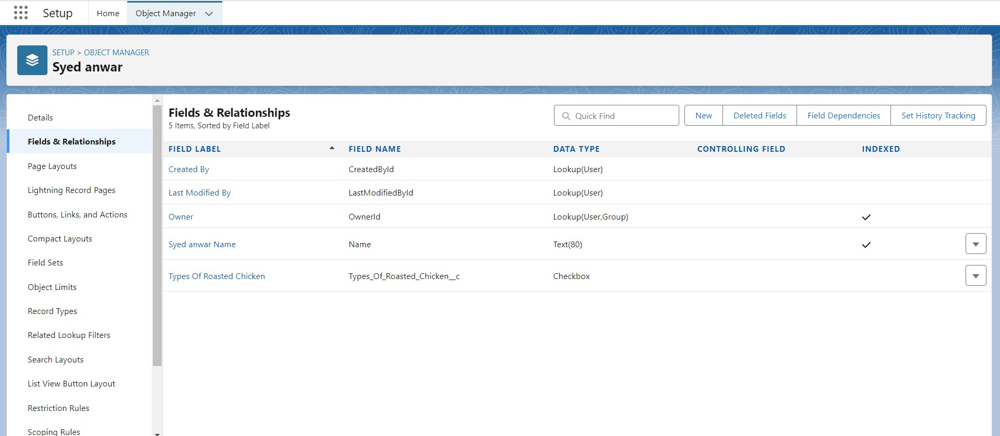 Setup Home Object Manager
SETUP > OBJECT MANAGER
Syed anwar
Details
Fields & Relationships
Page Layouts
Lightning Record Pages
Buttons, Links, and Actions
Compact Layouts
Field Sets
Object Limits
Record Types
Related Lookup Filters
Search Layouts
List View Button Layout
Restriction Rules
Scoping Rules
Fields & Relationships
5 Items, Sorted by Field Label
Quick Find New Deleted Fields Field Dependencies Set History Tracking
FIELD LABEL FIELD NAME DATA TYPE CONTROLLING FIELD INDEXED
Created By CreatedById Lookup(User)
Last Modified By LastModifiedById Lookup(User)
Owner OwnerId Lookup(User,Group)
Syed anwar Name Name Text(80)
Types Of Roasted Chicken Types_Of_Roasted_Chicken__c Checkbox